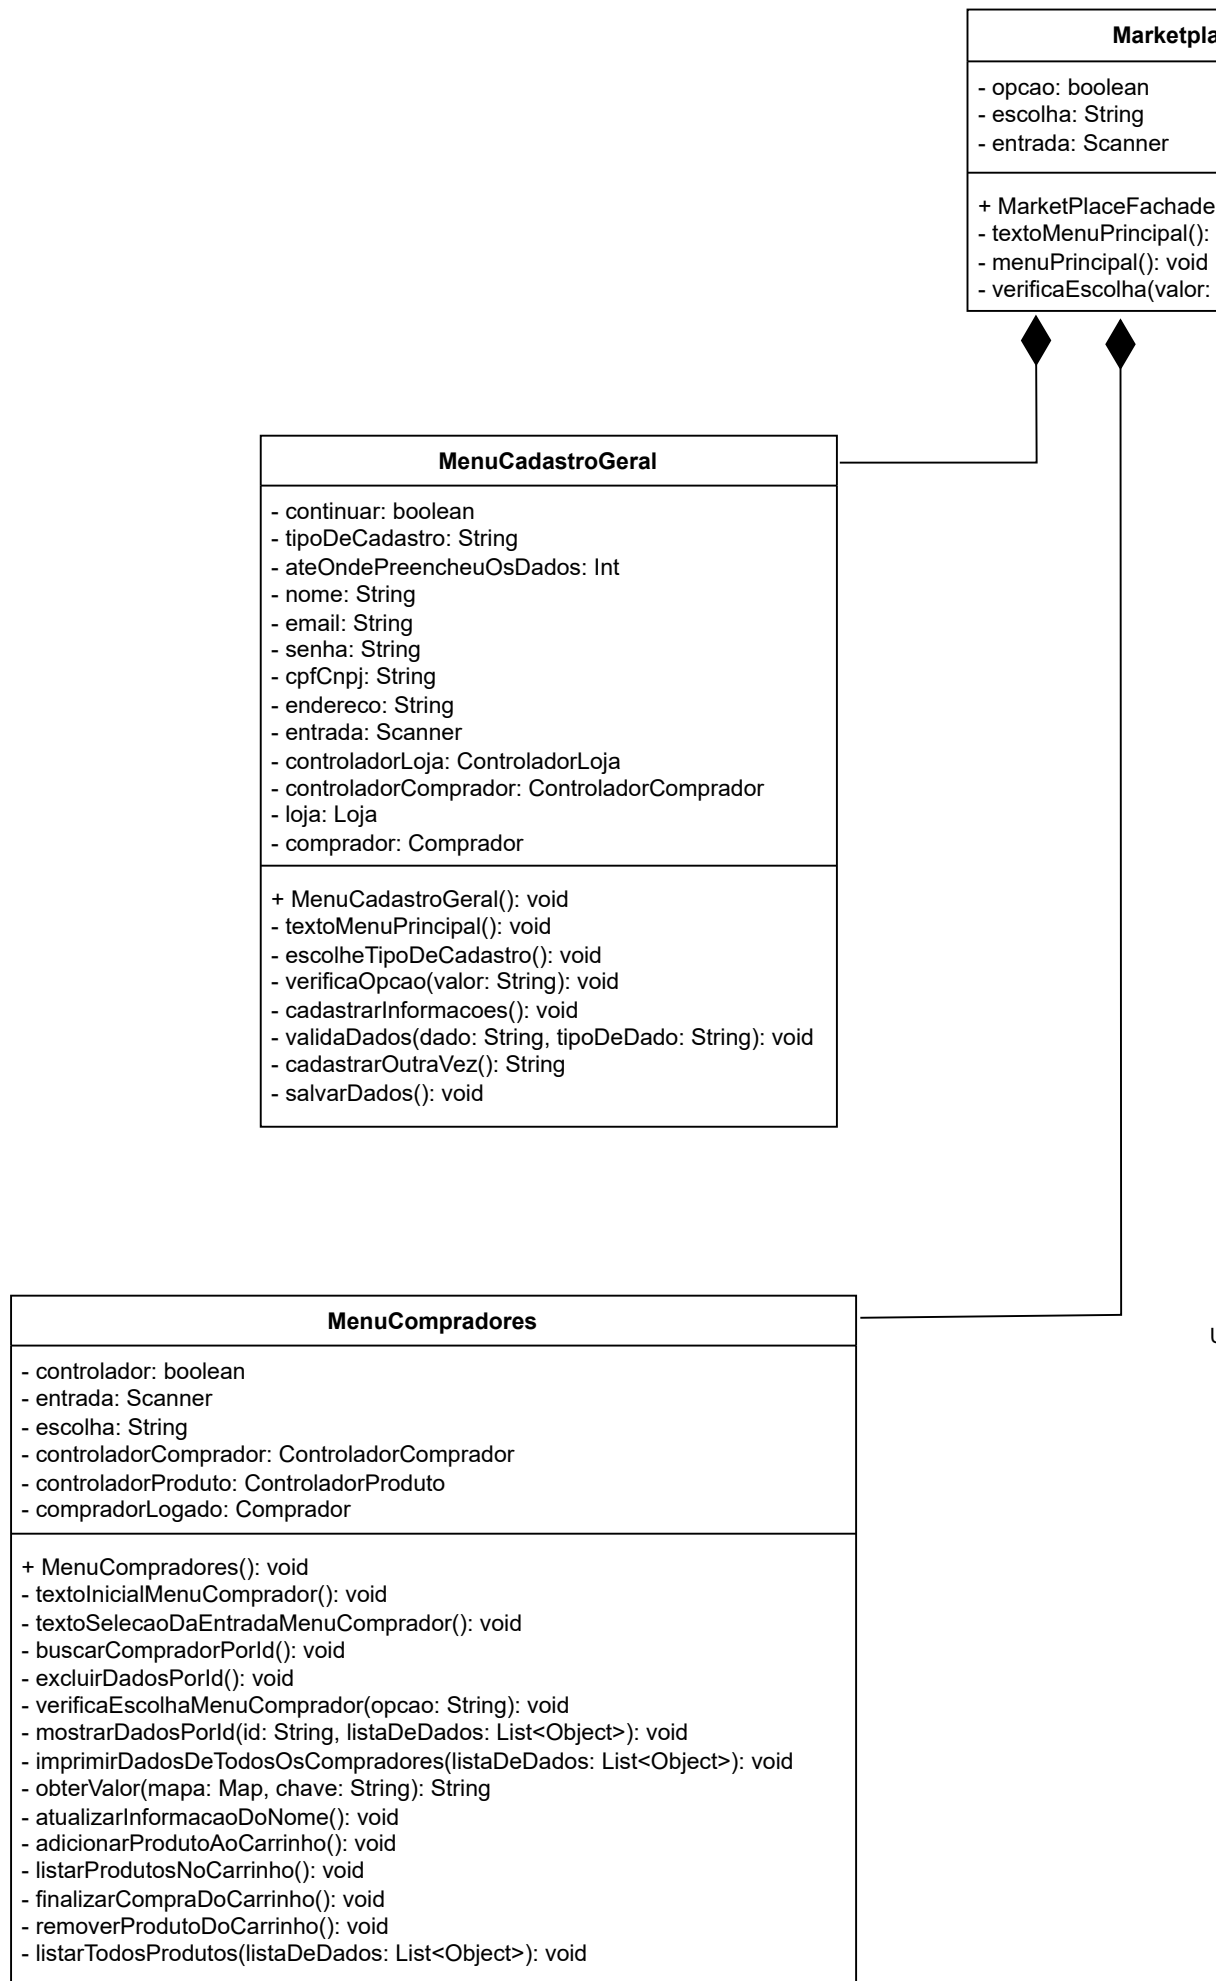 Marketpla
- opcao: boolean
- escolha: String
- entrada: Scanner
+ MarketPlaceFachade
- textoMenuPrincipal():
- menuPrincipal(): void
- verificaEscolha(valor:
MenuCadastroGeral
- continuar: boolean
- tipoDeCadastro: String
- ateOndePreencheuOsDados: Int
- nome: String
- email: String
- senha: String
- cpfCnpj: String
- endereco: String
- entrada: Scanner
- controladorLoja: ControladorLoja
- controladorComprador: ControladorComprador
- loja: Loja
- comprador: Comprador
+ MenuCadastroGeral(): void
- textoMenuPrincipal(): void
- escolheTipoDeCadastro(): void
- verificaOpcao(valor: String): void
- cadastrarInformacoes(): void
- validaDados(dado: String, tipoDeDado: String): void
- cadastrarOutraVez(): String
- salvarDados(): void
MenuCompradores
- controlador: boolean
- entrada: Scanner
- escolha: String
- controladorComprador: ControladorComprador
- controladorProduto: ControladorProduto
- compradorLogado: Comprador
+ MenuCompradores(): void
- textoInicialMenuComprador(): void
- textoSelecaoDaEntradaMenuComprador(): void
- buscarCompradorPorId(): void
- excluirDadosPorId(): void
- verificaEscolhaMenuComprador(opcao: String): void
- mostrarDadosPorId(id: String, listaDeDados: List<Object>): void
- imprimirDadosDeTodosOsCompradores(listaDeDados: List<Object>): void
- obterValor(mapa: Map, chave: String): String
- atualizarInformacaoDoNome(): void
- adicionarProdutoAoCarrinho(): void
- listarProdutosNoCarrinho(): void
- finalizarCompraDoCarrinho(): void
- removerProdutoDoCarrinho(): void
- listarTodosProdutos(listaDeDados: List<Object>): void